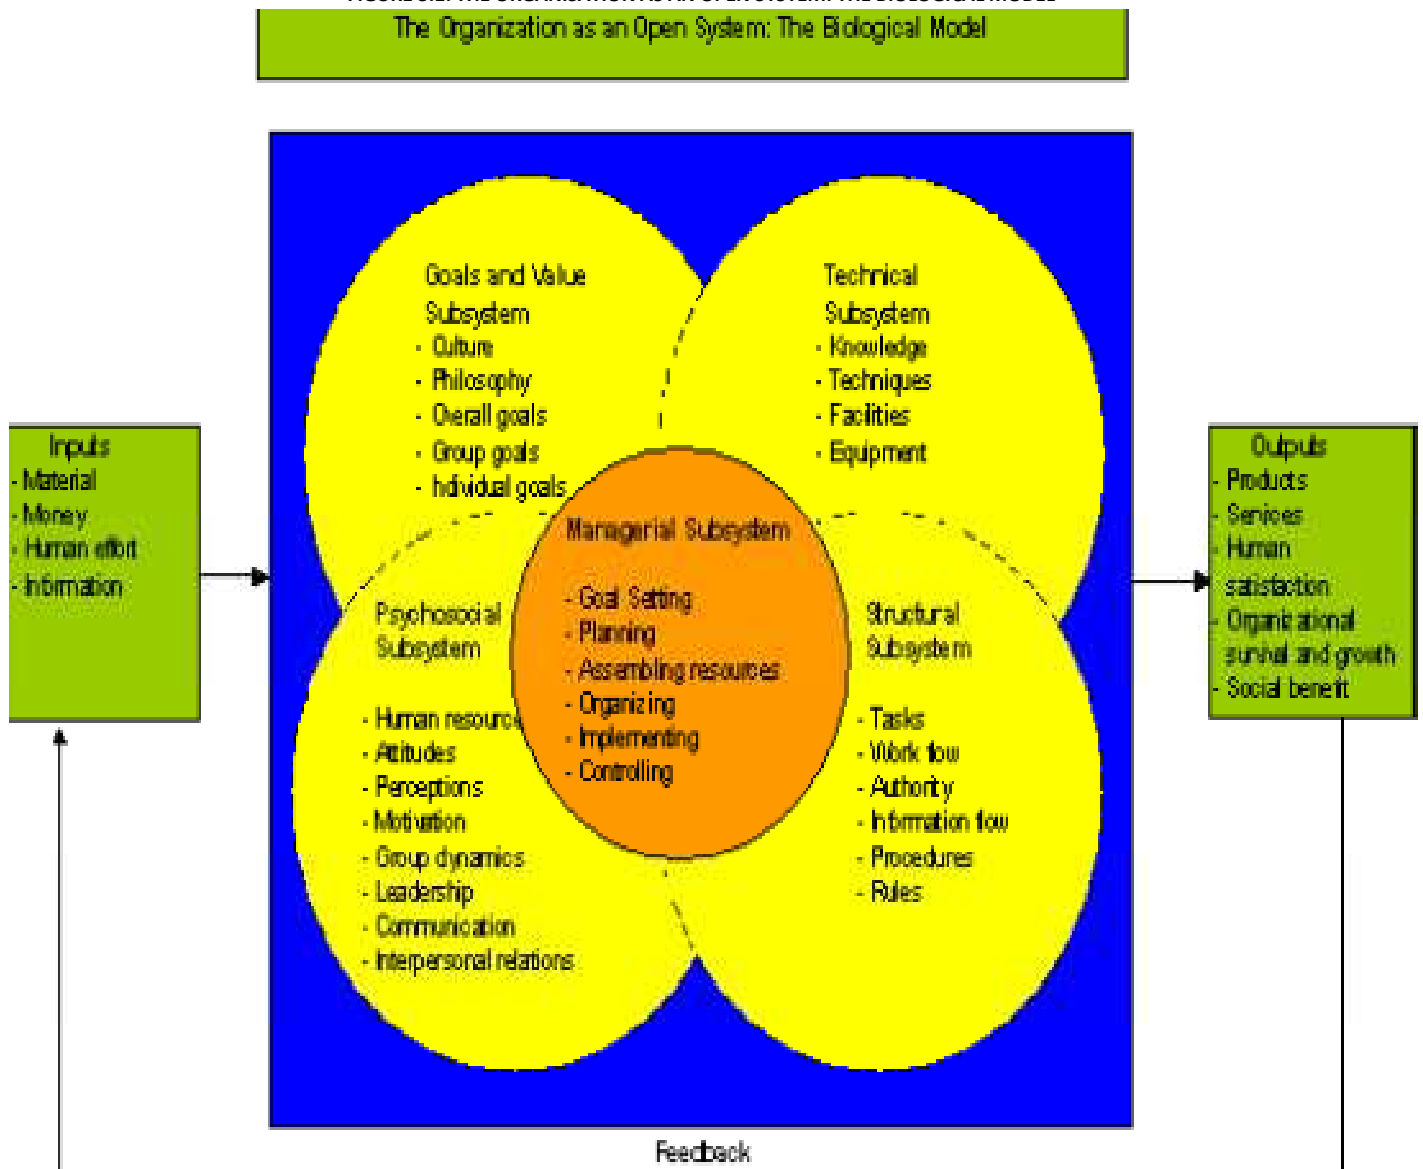 The Organization as an Open System: The Biological Model
Goals and Value
Subsystem
- Culture
- Philosophy
- Overall goals
- Group goals
- Individual goals
Technical
Subsystem
- Knowledge
- Techniques
- Facilities
- Equipment
Inputs
- Material
- Money
- Human effort
- Information
Managerial Subsystem
- Goal Setting
- Planning
- Assembling resources
- Organizing
- Implementing
- Controlling
Psychosocial
Subsystem
- Human resource
- Attitudes
- Perceptions
- Motivation
- Group dynamics
- Leadership
- Communication
- Interpersonal relations
Structural
Subsystem
- Tasks
- Work flow
- Authority
- Information flow
- Procedures
- Rules
Outputs
- Products
- Services
- Human
satisfaction
- Organizational
survival and growth
- Social benefit
Feedback